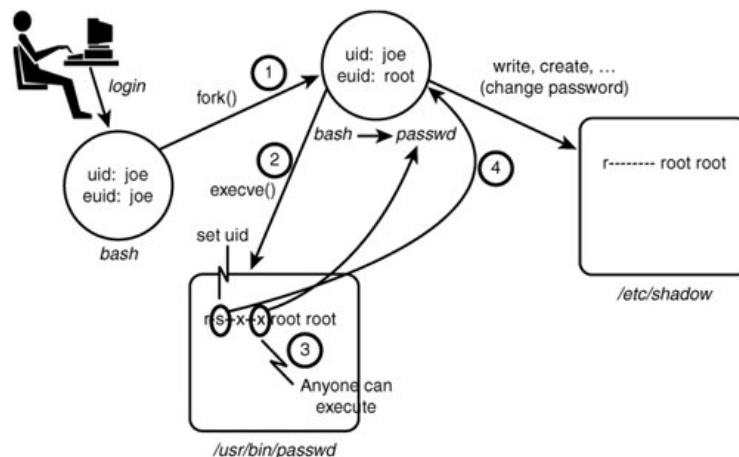 login
fork()
1
uid: joe
euid: root
bash passwd
write, create, ...
(change password)
uid: joe
euid: joe
bash
2
execve()
4
r-------- root root
/etc/shadow
set uid
r-s--x--x root root
3
Anyone can
execute
/usr/bin/passwd